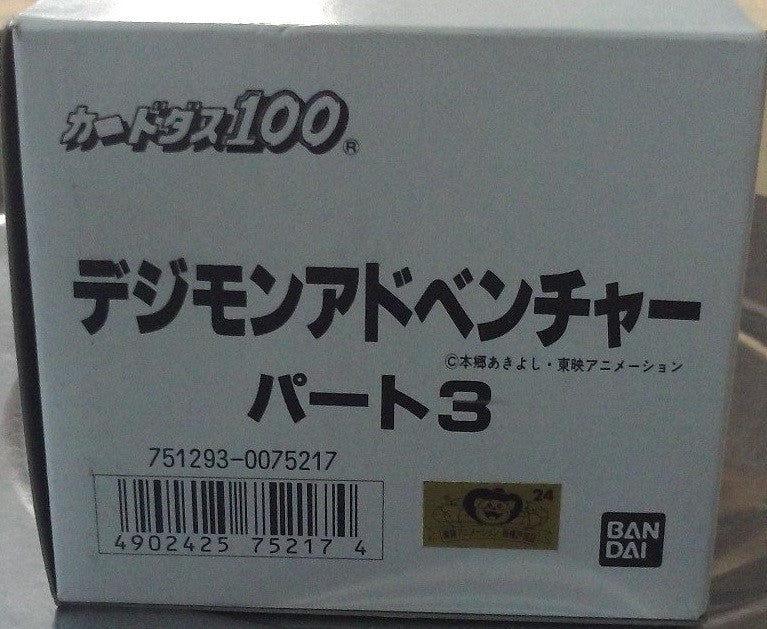 カードダス100®
デジモンアドベンチャー
©本郷あきよし・東映アニメーション
パート3
751293-0075217
4902425 75217 4
24
BAN
DAI